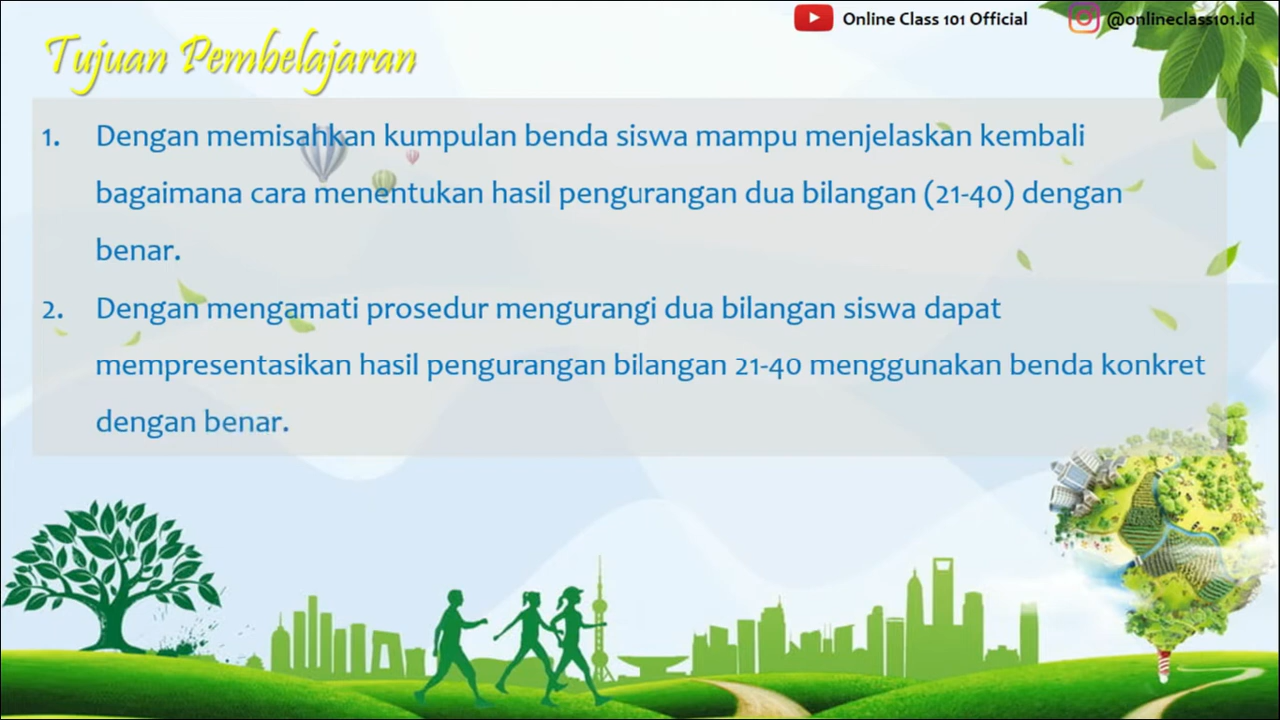 Online Class 101 Official @onlineclass101.id
Tujuan Pembelajaran
1. Dengan memisahkan kumpulan benda siswa mampu menjelaskan kembali
bagaimana cara menentukan hasil pengurangan dua bilangan (21-40) dengan
benar.
2. Dengan mengamati prosedur mengurangi dua bilangan siswa dapat
mempresentasikan hasil pengurangan bilangan 21-40 menggunakan benda konkret
dengan benar.